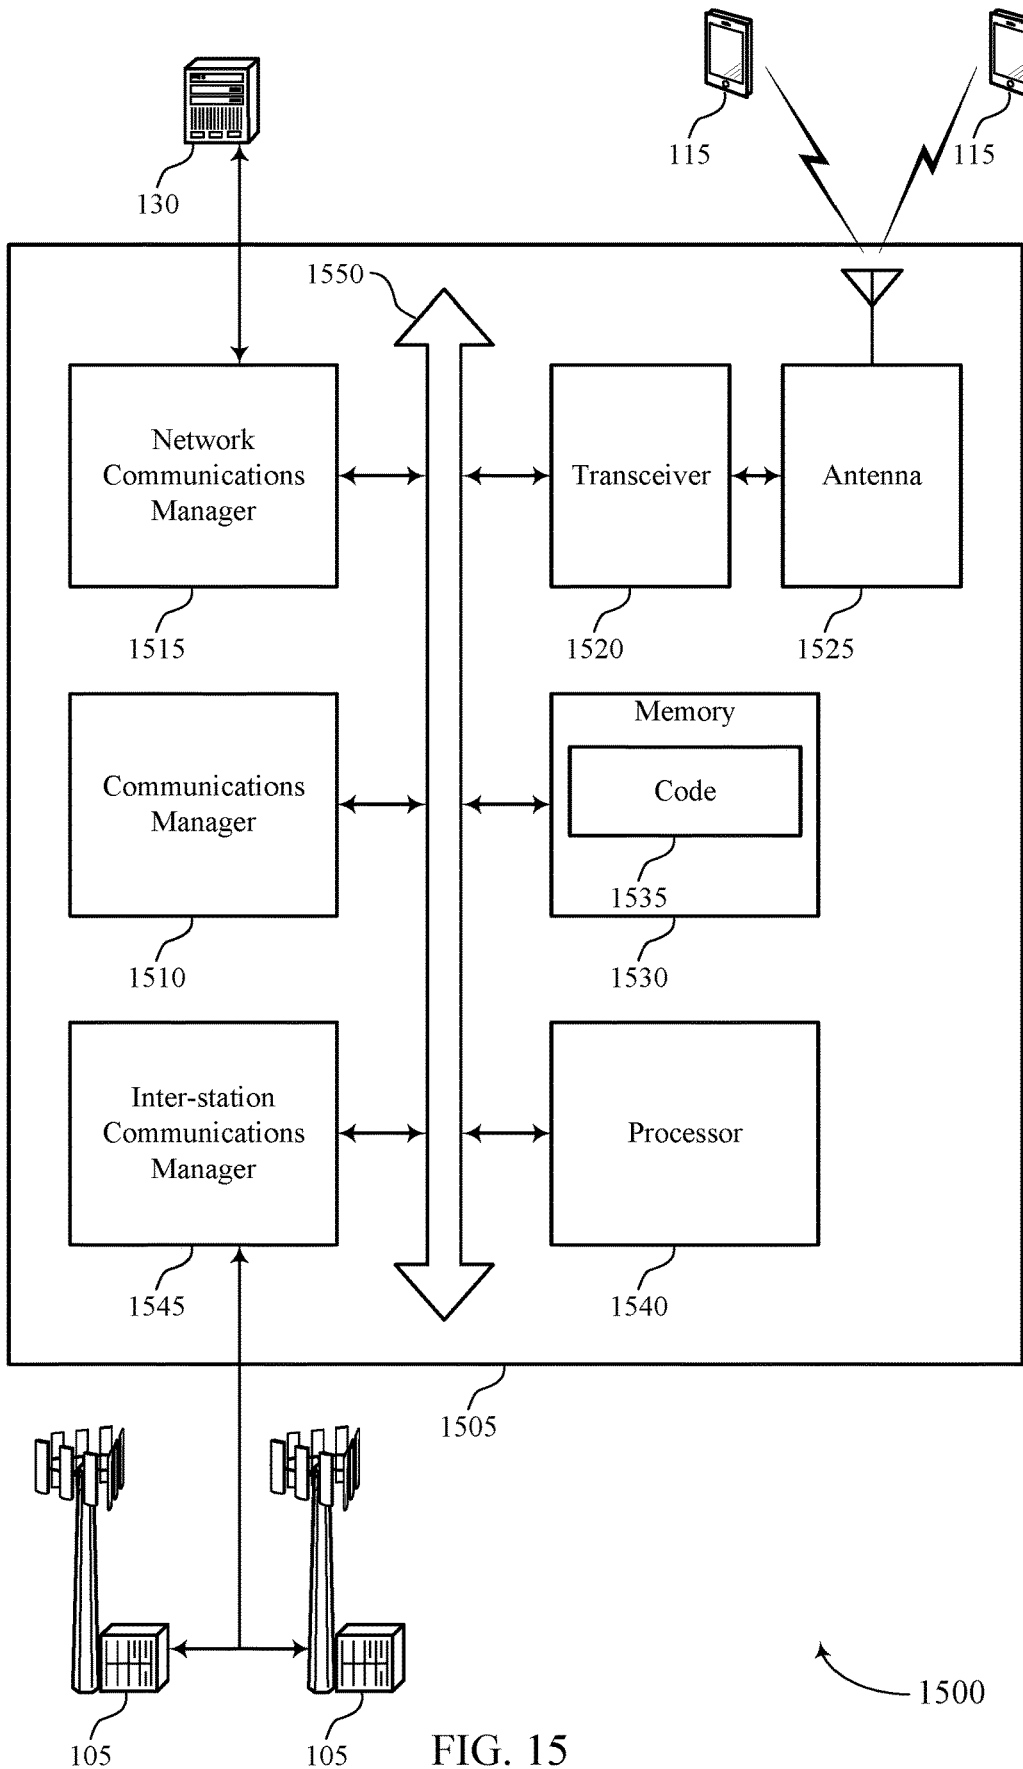 115
115
130
1550
Network
Communications
Manager
Transceiver
Antenna
1515
1520
1525
Communications
Manager
Memory
Code
1535
1510
1530
Inter-station
Communications
Manager
Processor
1545
1540
1505
1500
105
105
FIG. 15